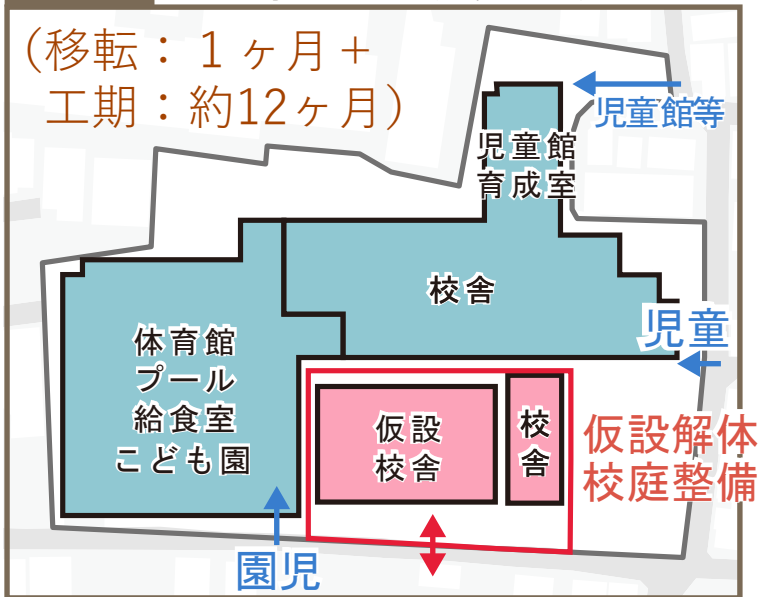 （移転：１ヶ月＋
工期：約12ヶ月）
児童館等
児童館
育成室
校舎
児童
体育館
プール
給食室
こども園
仮設
校舎
校
舎
仮設解体
校庭整備
園児